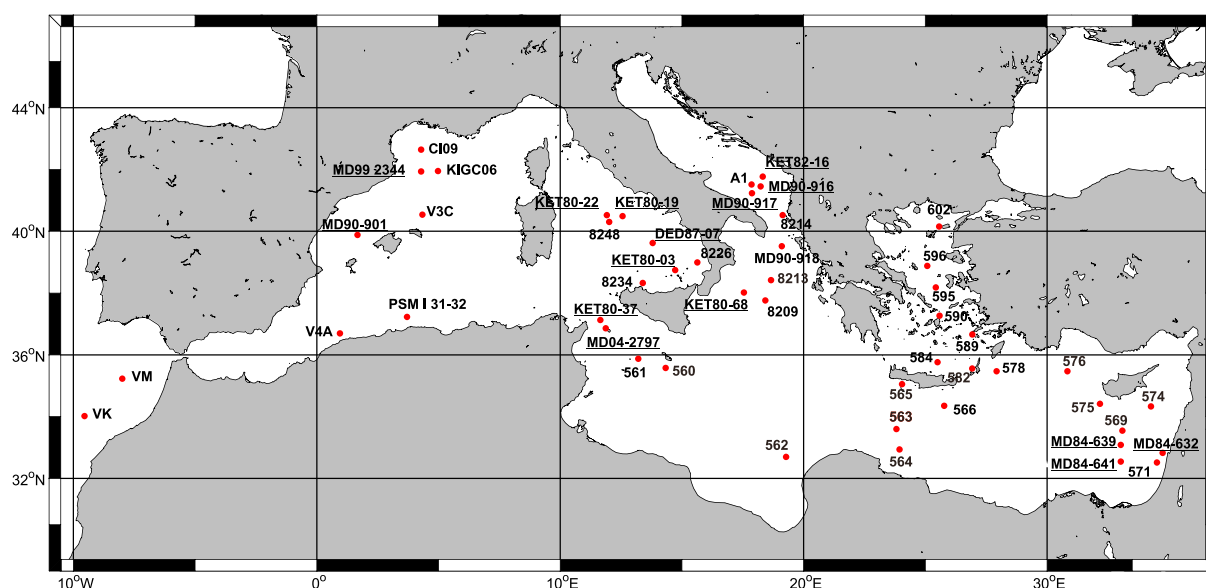 44°N
40°N
36°N
32°N
10°W
0°
10°E
20°E
30°E
CI09
MD99 2344
KIGC06
V3C
MD90-901
PSM I 31-32
V4A
VM
VK
KET80-22
KET80-19
8248
DED87-07
KET80-03
8226
8234
KET80-37
MD04-2797
561
560
KET82-16
A1
MD90-916
MD90-917
8214
MD90-918
8213
KET80-68
8209
562
602
596
595
590
589
584
582
578
565
566
563
564
576
575
574
569
MD84-639
MD84-632
MD84-641
571